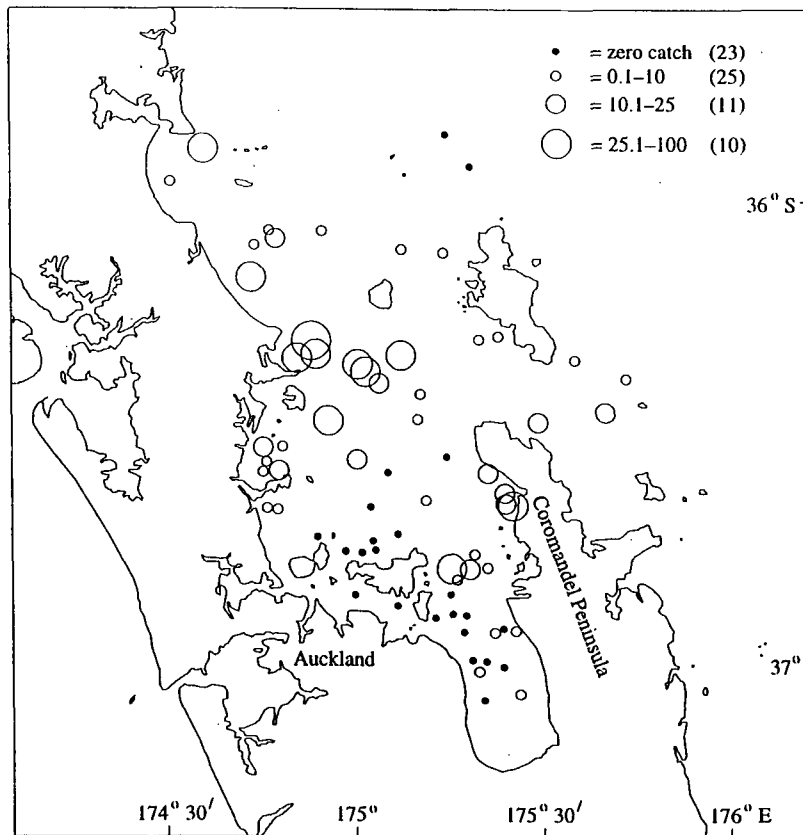 • = zero catch (23)
○ = 0.1–10 (25)
○ = 10.1–25 (11)
○ = 25.1–100 (10)
36° S
Coromandel Peninsula
Auckland
37°
174° 30′ 175° 175° 30′ 176° E